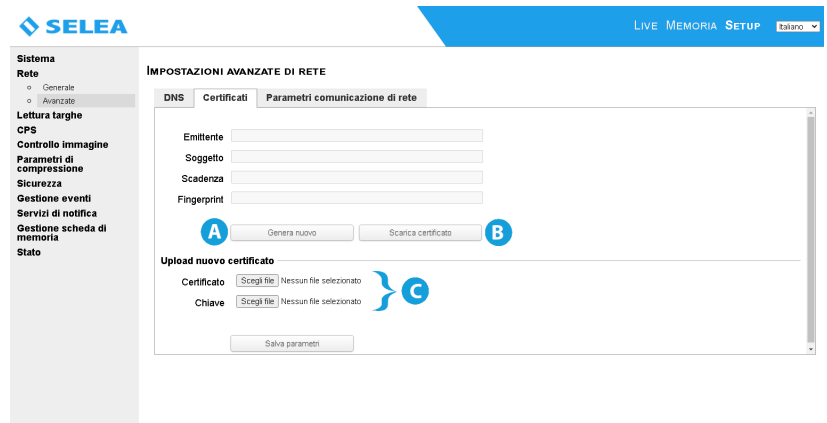 SELEA
LIVE MEMORIA SETUP Italiano
Sistema
Rete
Generale
Avanzate
Lettura targhe
CPS
Controllo immagine
Parametri di
compressione
Sicurezza
Gestione eventi
Servizi di notifica
Gestione scheda di
memoria
Stato
IMPOSTAZIONI AVANZATE DI RETE
DNS Certificati Parametri comunicazione di rete
Emittente
Soggetto
Scadenza
Fingerprint
A Genera nuovo Scarica certificato B
Upload nuovo certificato
Certificato Scegli file Nessun file selezionato
C
Chiave Scegli file Nessun file selezionato
Salva parametri